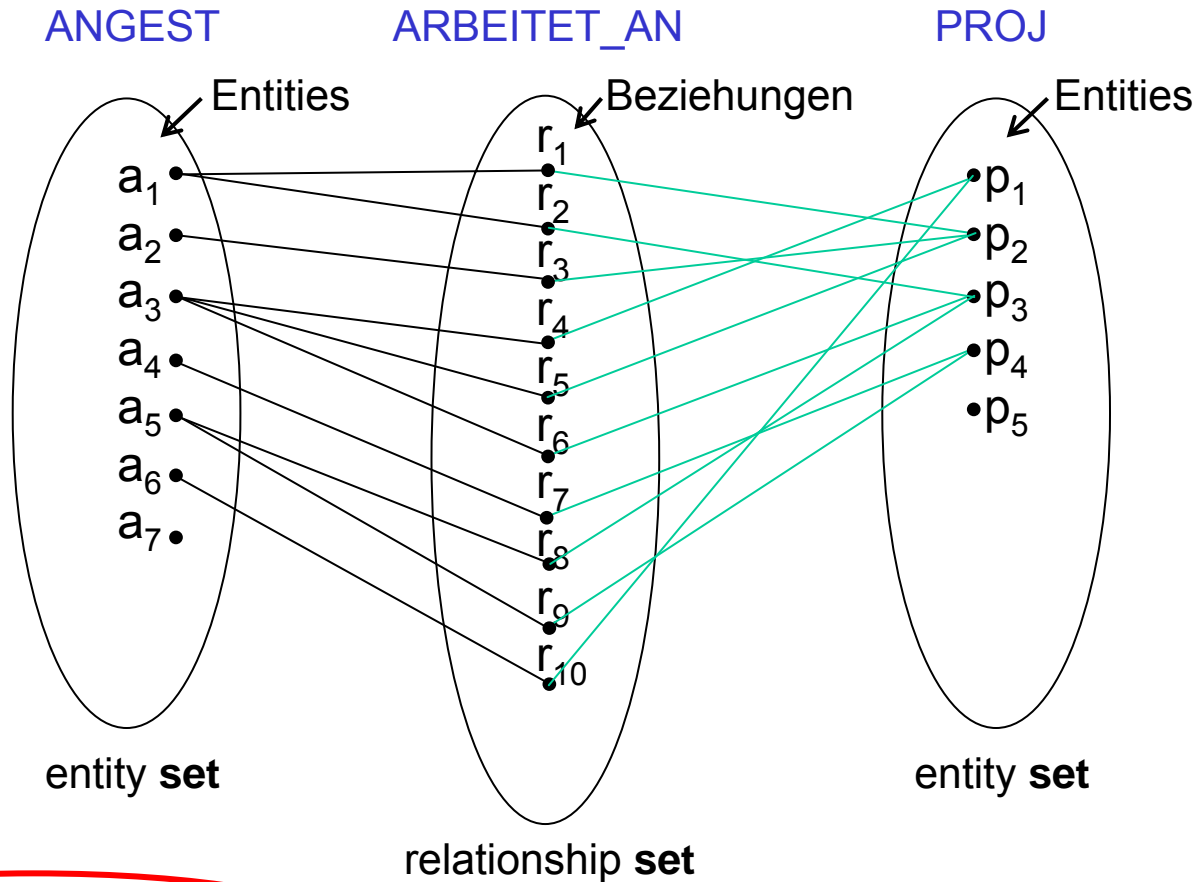 ANGEST ARBEITET_AN PROJ
Entities Beziehungen Entities
r₁
a₁ p₁
r₂
a₂ p₂
r₃
a₃ p₃
r₄
a₄ p₄
r₅
a₅ p₅
r₆
a₆
r₇
a₇
r₈
r₉
r₁₀
entity set entity set
relationship set